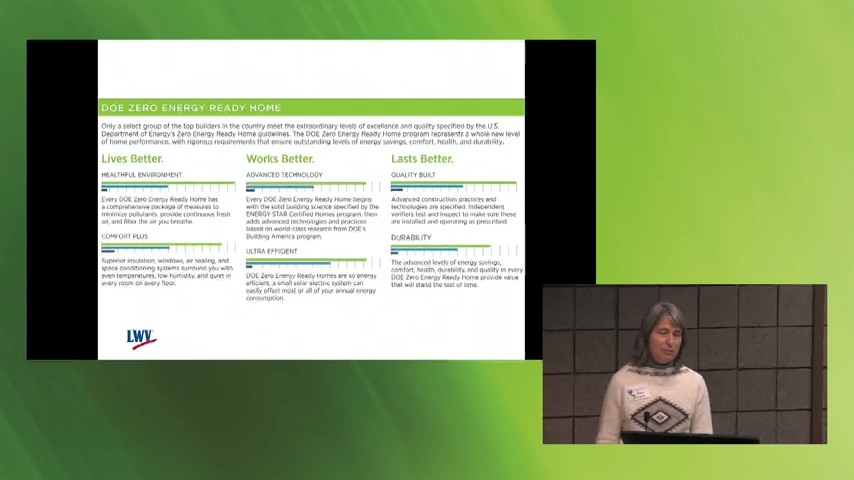 DOE ZERO ENERGY READY HOME
Only a select group of the top builders in the country meet the extraordinary levels of excellence and quality specified by the U.S.
Department of Energy's Zero Energy Ready Home guidelines. The DOE Zero Energy Ready Home program represents a whole new level
of home performance, with rigorous requirements that ensure outstanding levels of energy savings, comfort, health, and durability.
Lives Better.
HEALTHFUL ENVIRONMENT
Every DOE Zero Energy Ready Home has
a comprehensive package of measures to
minimize pollutants, provide continuous fresh
air, and filter the air you breathe.
COMFORT PLUS
Superior insulation, windows, air sealing, and
space conditioning systems surround you with
even temperatures, low humidity, and quiet in
every room on every floor.
Works Better.
ADVANCED TECHNOLOGY
Every DOE Zero Energy Ready Home begins
with the solid building science specified by the
ENERGY STAR Certified Homes program, then
adds advanced technologies and practices
based on world-class research from DOE's
Building America program.
ULTRA EFFICIENT
DOE Zero Energy Ready Homes are so energy
efficient, a small solar electric system can
easily offset most or all of your annual energy
consumption.
Lasts Better.
QUALITY BUILT
Advanced construction practices and
technologies are specified. Independent
verifiers test and inspect to make sure these
are installed and operating as prescribed.
DURABILITY
The advanced levels of energy savings,
comfort, health, durability, and quality in every
DOE Zero Energy Ready Home provide value
that will stand the test of time.
LWV